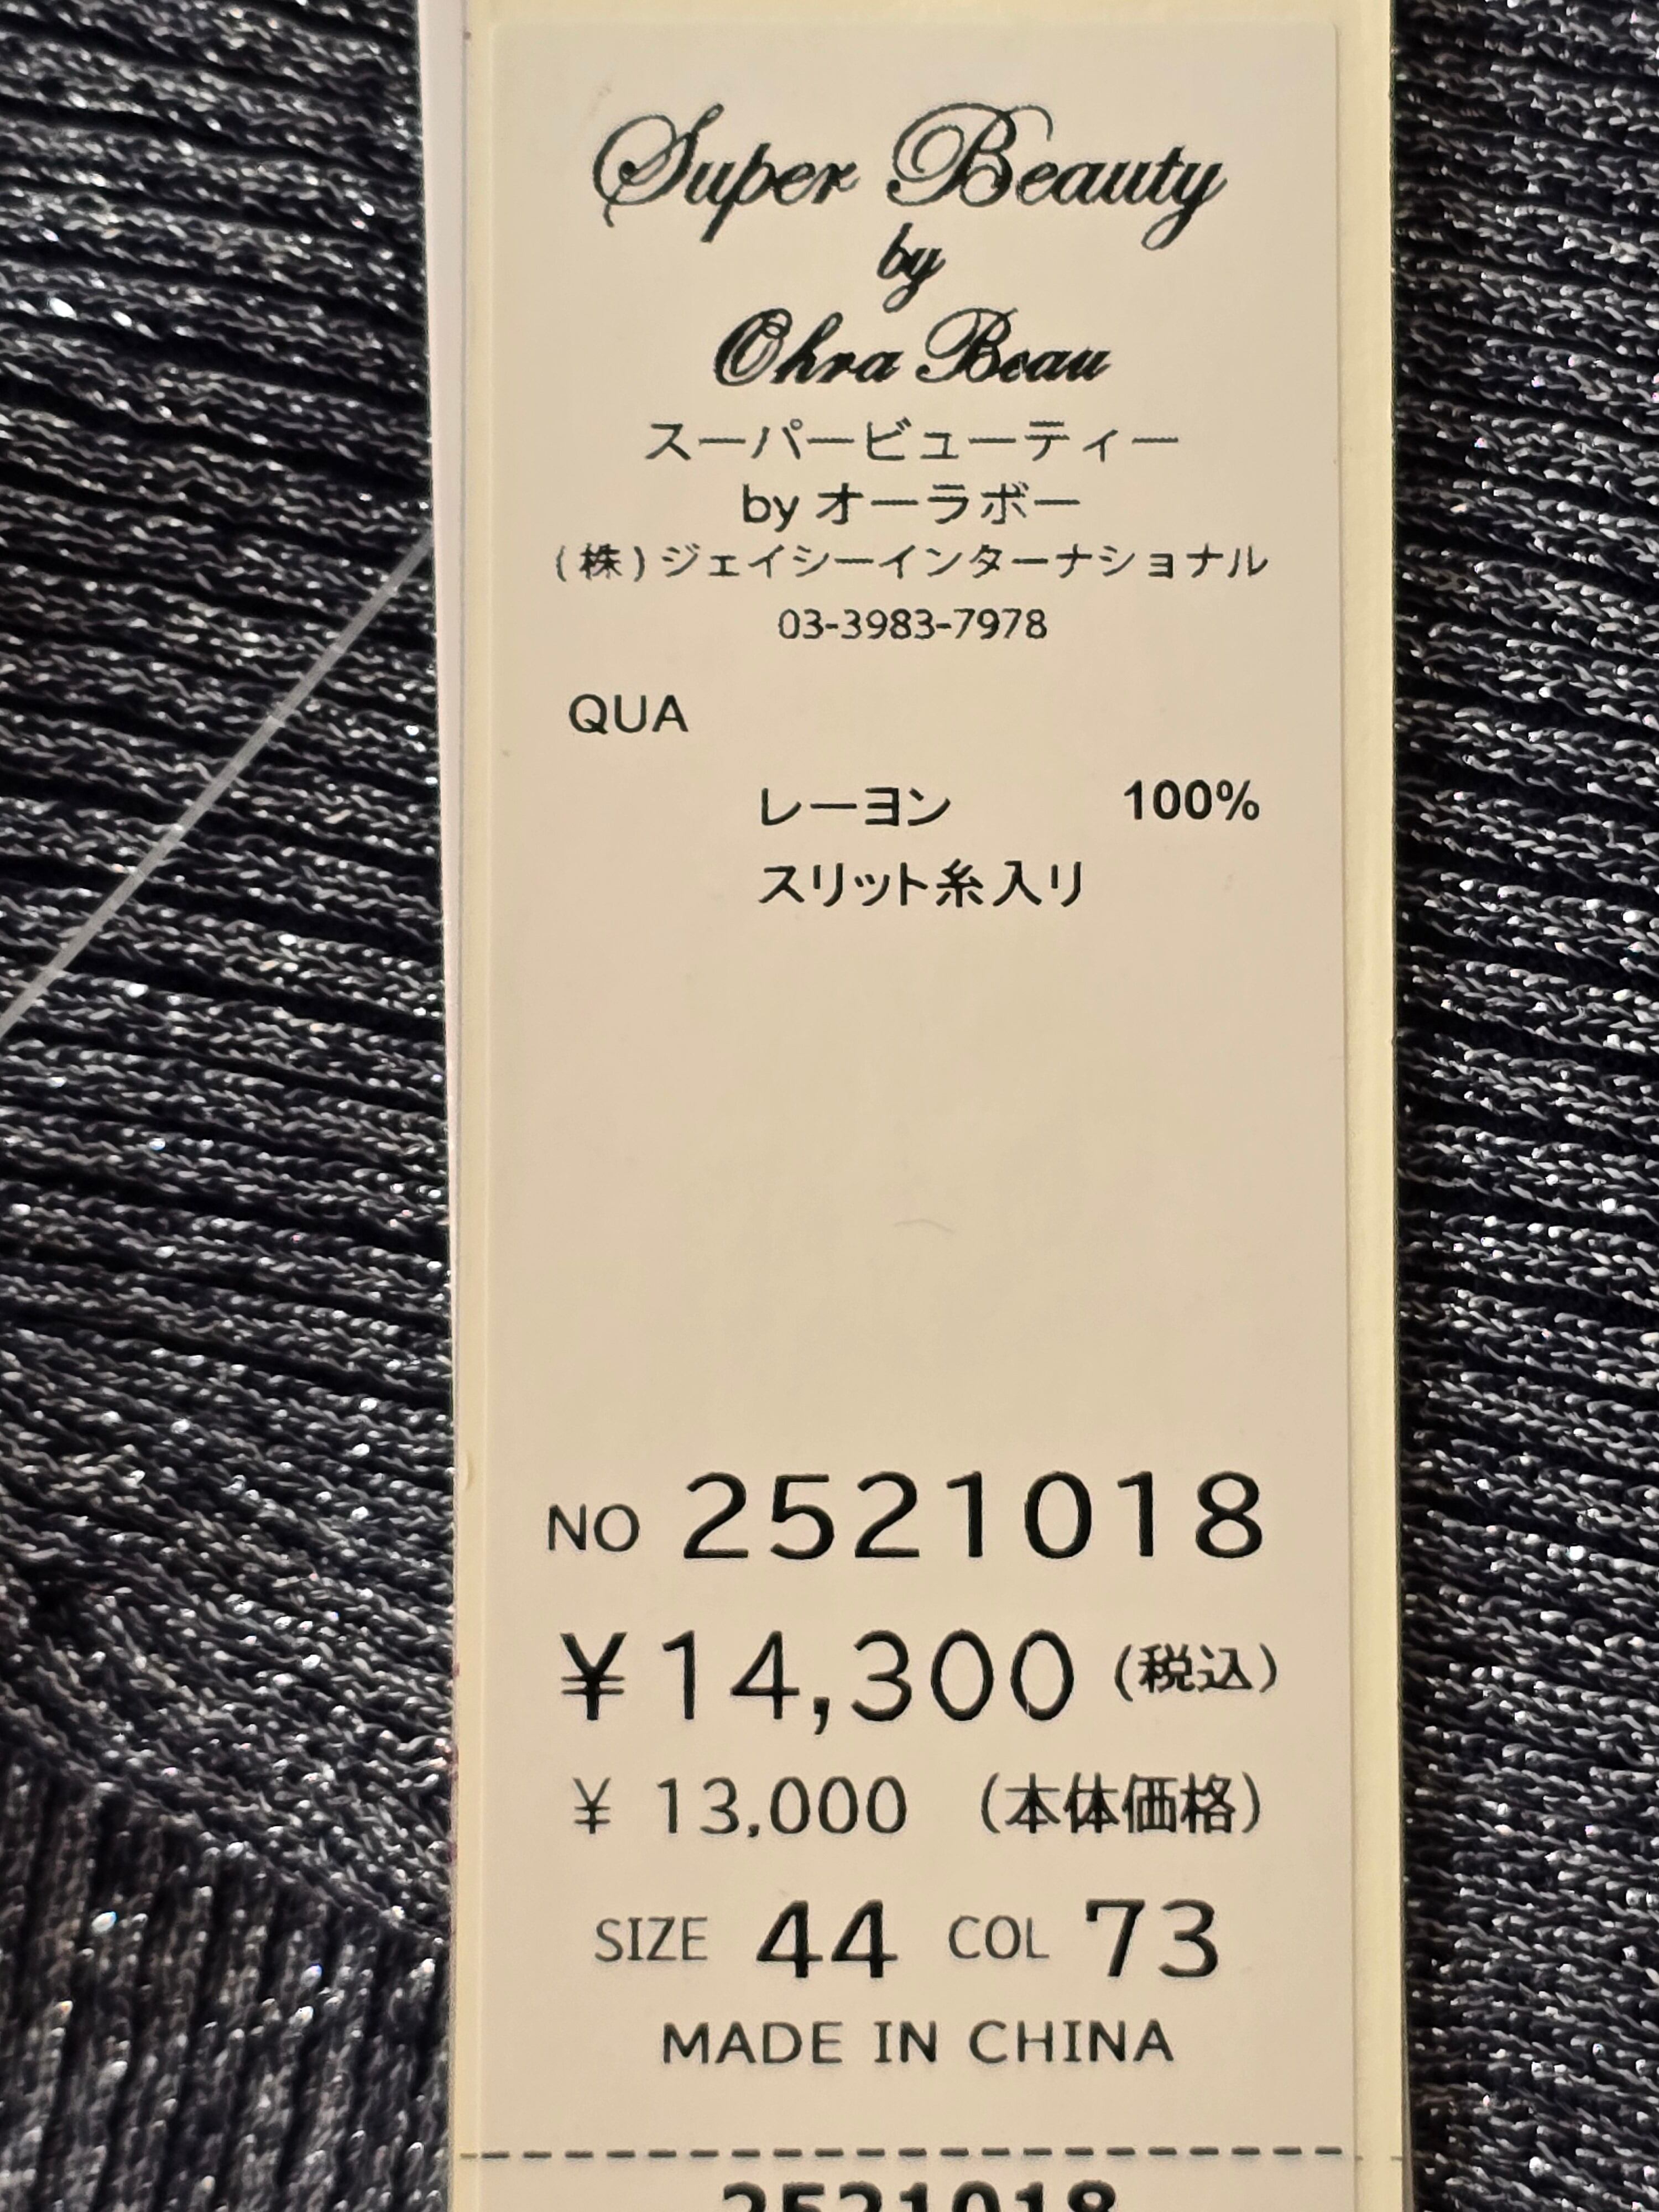 Super Beauty
by
Ohra Beau
スーパービューティー
by オーラボー
(株)ジェイシーインターナショナル
03-3983-7978
QUA
レーヨン 100%
スリット糸入り
NO 2521018
¥14,300 (税込)
¥ 13,000 (本体価格)
SIZE 44 COL 73
MADE IN CHINA
2521018